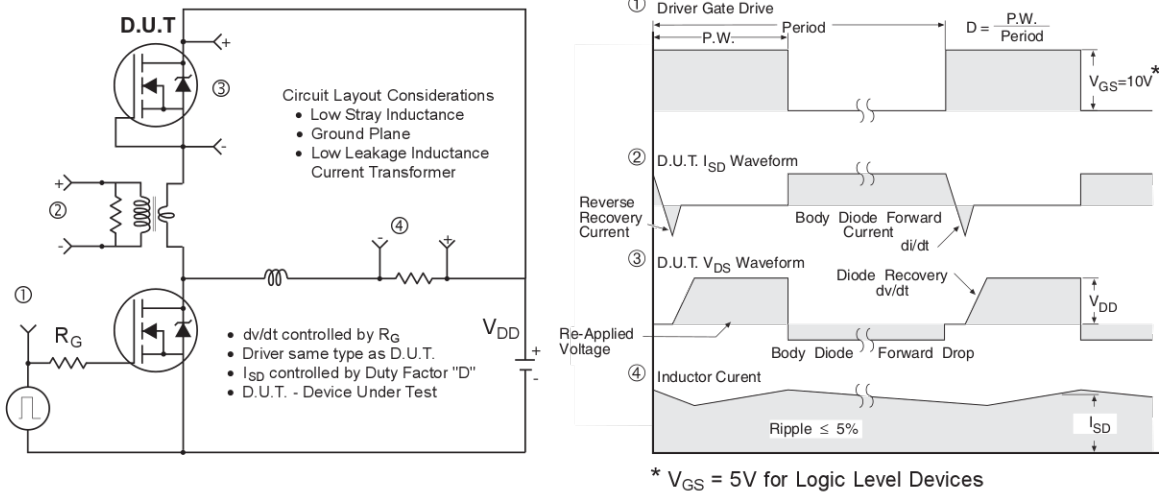 D.U.T
+
③
-
Circuit Layout Considerations
• Low Stray Inductance
• Ground Plane
• Low Leakage Inductance
Current Transformer
+
②
-
④
-
+
①
R_G
V_DD
+
-
• dv/dt controlled by R_G
• Driver same type as D.U.T.
• I_SD controlled by Duty Factor "D"
• D.U.T. - Device Under Test
① Driver Gate Drive
P.W.
Period
D = P.W. / Period
V_GS=10V *
② D.U.T. I_SD Waveform
Reverse
Recovery
Current
Body Diode Forward
Current
di/dt
③ D.U.T. V_DS Waveform
Diode Recovery
dv/dt
V_DD
Re-Applied
Voltage
Body Diode Forward Drop
④ Inductor Curent
Ripple ≤ 5%
I_SD
* V_GS = 5V for Logic Level Devices